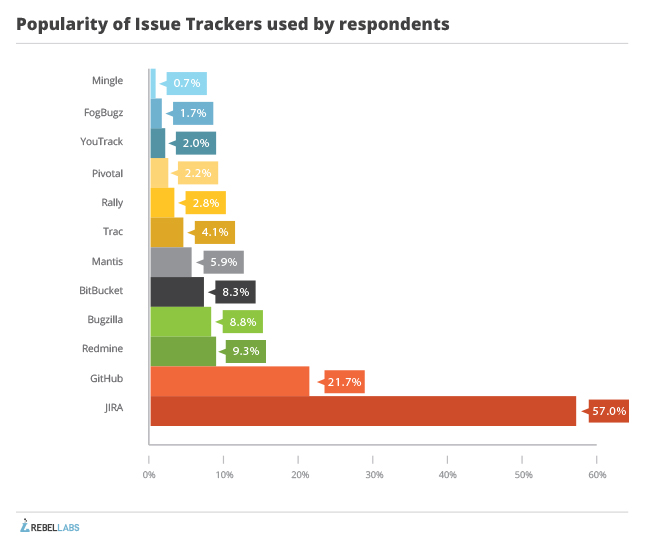 Popularity of Issue Trackers used by respondents
Mingle 0.7%
FogBugz 1.7%
YouTrack 2.0%
Pivotal 2.2%
Rally 2.8%
Trac 4.1%
Mantis 5.9%
BitBucket 8.3%
Bugzilla 8.8%
Redmine 9.3%
GitHub 21.7%
JIRA 57.0%
0% 10% 20% 30% 40% 50% 60%
REBELLABS